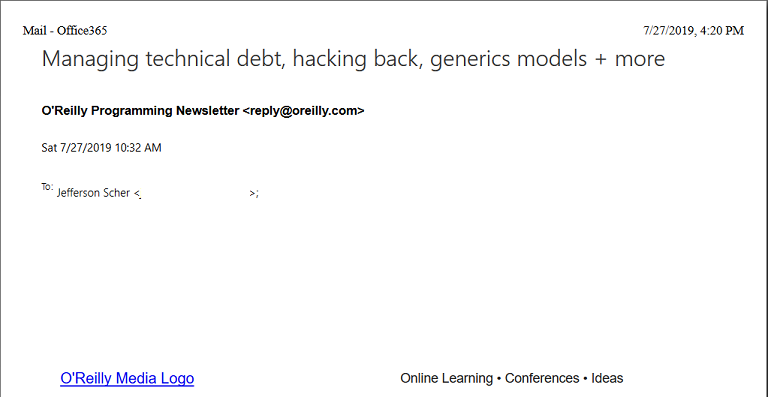 Mail - Office365 7/27/2019, 4:20 PM
Managing technical debt, hacking back, generics models + more
O'Reilly Programming Newsletter <reply@oreilly.com>
Sat 7/27/2019 10:32 AM
To: Jefferson Scher < >;
O'Reilly Media Logo Online Learning • Conferences • Ideas